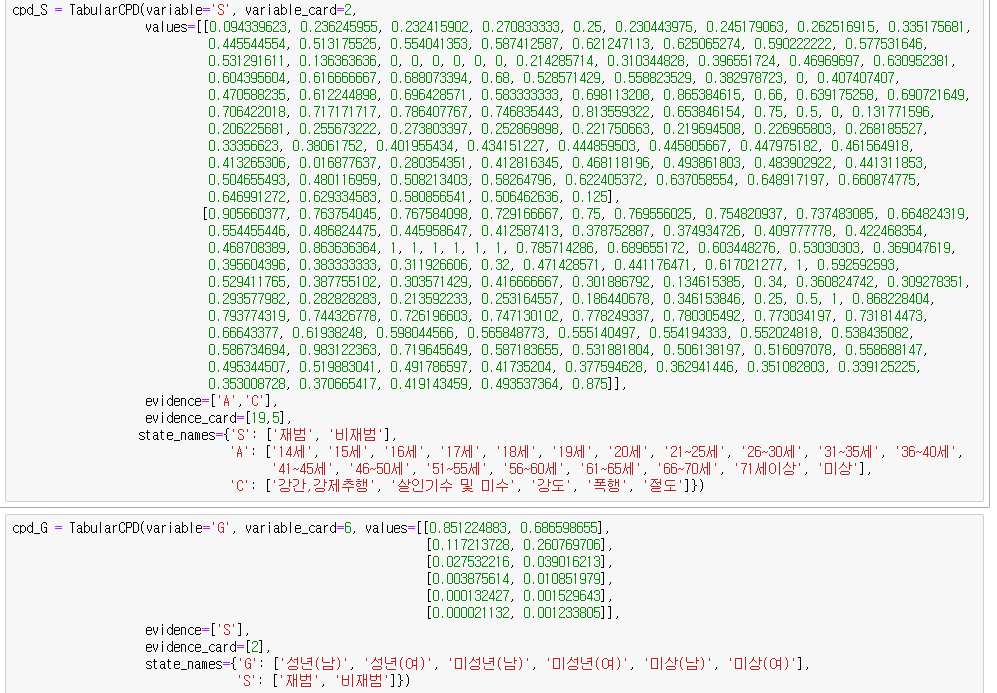 cpd_S = TabularCPD(variable='S', variable_card=2,
values=[[0.094339623, 0.236245955, 0.232415902, 0.270833333, 0.25, 0.230443975, 0.245179063, 0.262516915, 0.335175681,
0.445544554, 0.513175525, 0.554041353, 0.587412587, 0.621247113, 0.625065274, 0.590222222, 0.577531646,
0.531291611, 0.136363636, 0, 0, 0, 0, 0, 0.214285714, 0.310344828, 0.396551724, 0.46969697, 0.630952381,
0.604395604, 0.616666667, 0.688073394, 0.68, 0.528571429, 0.558823529, 0.382978723, 0, 0.407407407,
0.470588235, 0.612244898, 0.696428571, 0.583333333, 0.698113208, 0.865384615, 0.66, 0.639175258, 0.690721649,
0.706422018, 0.717171717, 0.786407767, 0.746835443, 0.813559322, 0.653846154, 0.75, 0.5, 0, 0.131771596,
0.206225681, 0.255673222, 0.273803397, 0.252869898, 0.221750663, 0.219694508, 0.226965803, 0.268185527,
0.33356623, 0.38061752, 0.401955434, 0.434151227, 0.444859503, 0.445805667, 0.447975182, 0.461564918,
0.413265306, 0.016877637, 0.280354351, 0.412816345, 0.468118196, 0.493861803, 0.483902922, 0.441311853,
0.504655493, 0.480116959, 0.508213403, 0.58264796, 0.622405372, 0.637058554, 0.648917197, 0.660874775,
0.646991272, 0.629334583, 0.580856541, 0.506462636, 0.125],
[0.905660377, 0.763754045, 0.767584098, 0.729166667, 0.75, 0.769556025, 0.754820937, 0.737483085, 0.664824319,
0.554455446, 0.486824475, 0.445958647, 0.412587413, 0.378752887, 0.374934726, 0.409777778, 0.422468354,
0.468708389, 0.863636364, 1, 1, 1, 1, 1, 0.785714286, 0.689655172, 0.603448276, 0.53030303, 0.369047619,
0.395604396, 0.383333333, 0.311926606, 0.32, 0.471428571, 0.441176471, 0.617021277, 1, 0.592592593,
0.529411765, 0.387755102, 0.303571429, 0.416666667, 0.301886792, 0.134615385, 0.34, 0.360824742, 0.309278351,
0.293577982, 0.282828283, 0.213592233, 0.253164557, 0.186440678, 0.346153846, 0.25, 0.5, 1, 0.868228404,
0.793774319, 0.744326778, 0.726196603, 0.747130102, 0.778249337, 0.780305492, 0.773034197, 0.731814473,
0.66643377, 0.61938248, 0.598044566, 0.565848773, 0.555140497, 0.554194333, 0.552024818, 0.538435082,
0.586734694, 0.983122363, 0.719645649, 0.587183655, 0.531881804, 0.506138197, 0.516097078, 0.558688147,
0.495344507, 0.519883041, 0.491786597, 0.41735204, 0.377594628, 0.362941446, 0.351082803, 0.339125225,
0.353008728, 0.370665417, 0.419143459, 0.493537364, 0.875]],
evidence=['A','C'],
evidence_card=[19,5],
state_names={'S': ['재범', '비재범'],
'A': ['14세', '15세', '16세', '17세', '18세', '19세', '20세', '21~25세', '26~30세', '31~35세', '36~40세',
'41~45세', '46~50세', '51~55세', '56~60세', '61~65세', '66~70세', '71세이상', '미상'],
'C': ['강간,강제추행', '살인기수 및 미수', '강도', '폭행', '절도']})
cpd_G = TabularCPD(variable='G', variable_card=6, values=[[0.851224883, 0.686598655],
[0.117213728, 0.260769706],
[0.027532216, 0.039016213],
[0.003875614, 0.010851979],
[0.000132427, 0.001529643],
[0.000021132, 0.001233805]],
evidence=['S'],
evidence_card=[2],
state_names={'G': ['성년(남)', '성년(여)', '미성년(남)', '미성년(여)', '미상(남)', '미상(여)'],
'S': ['재범', '비재범']})